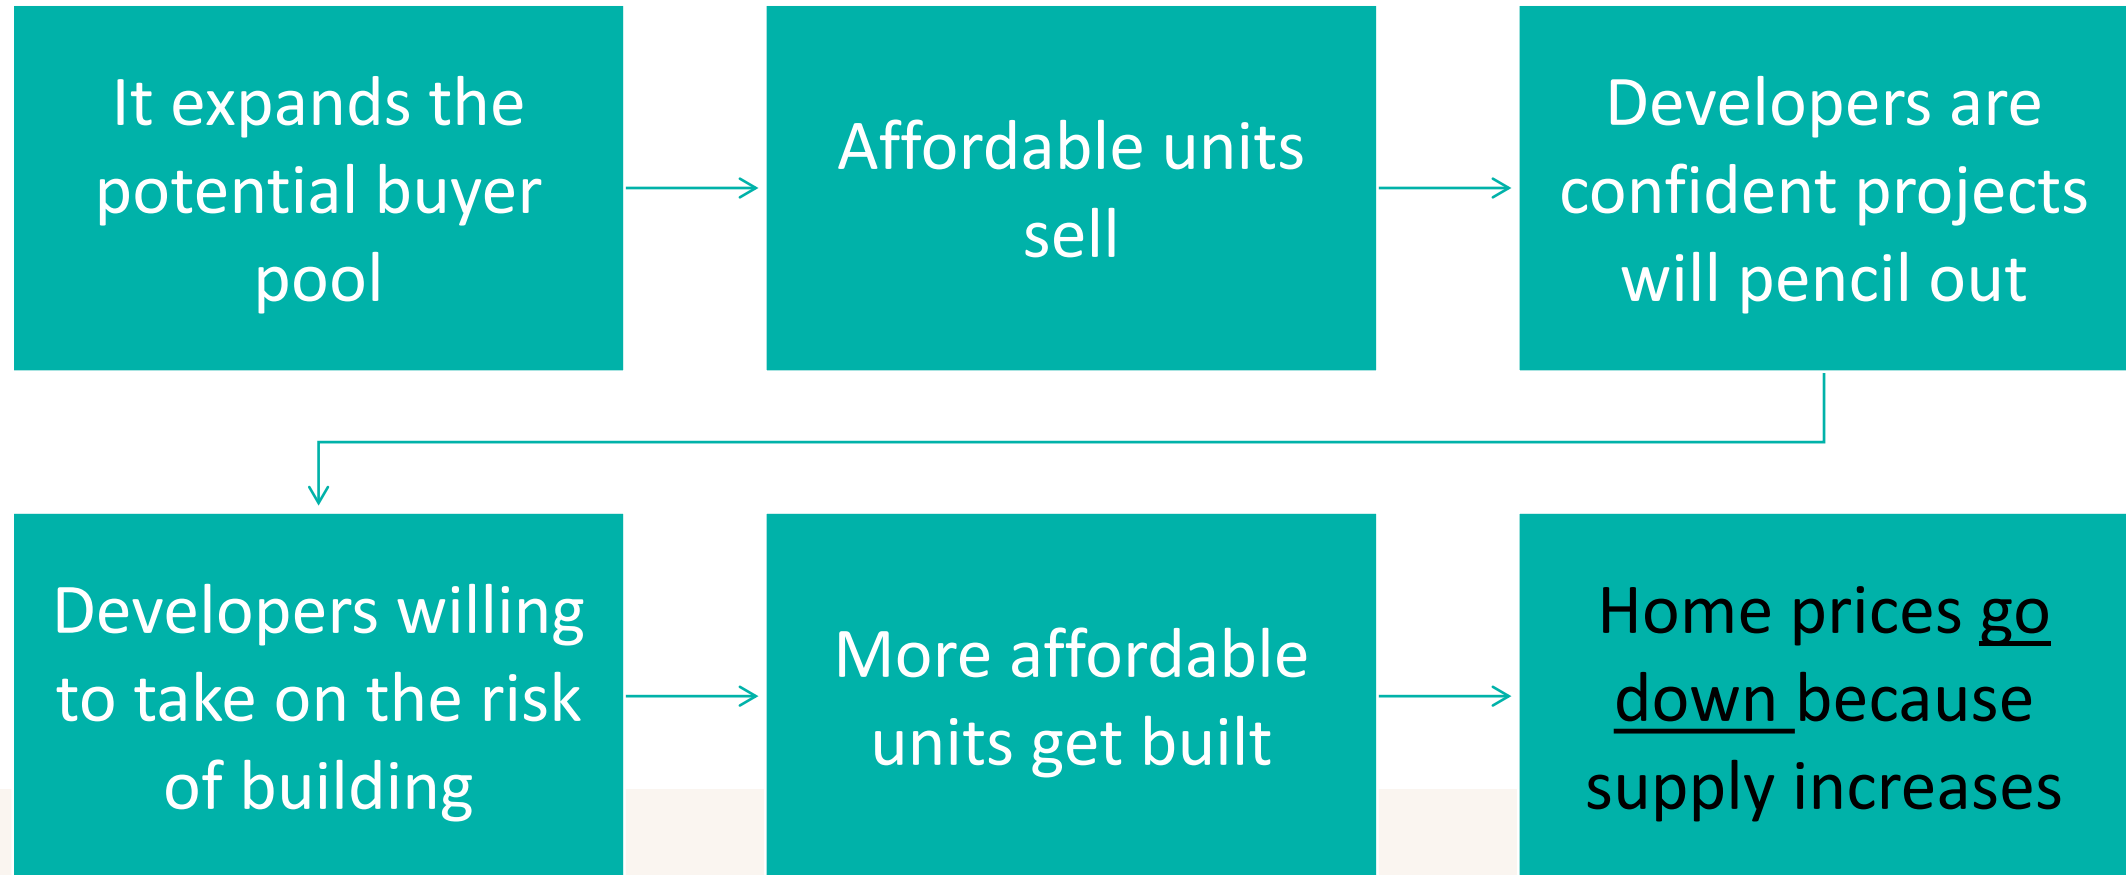 It expands the
potential buyer
pool
Affordable units
sell
Developers are
confident projects
will pencil out
Developers willing
to take on the risk
of building
More affordable
units get built
Home prices go
down because
supply increases